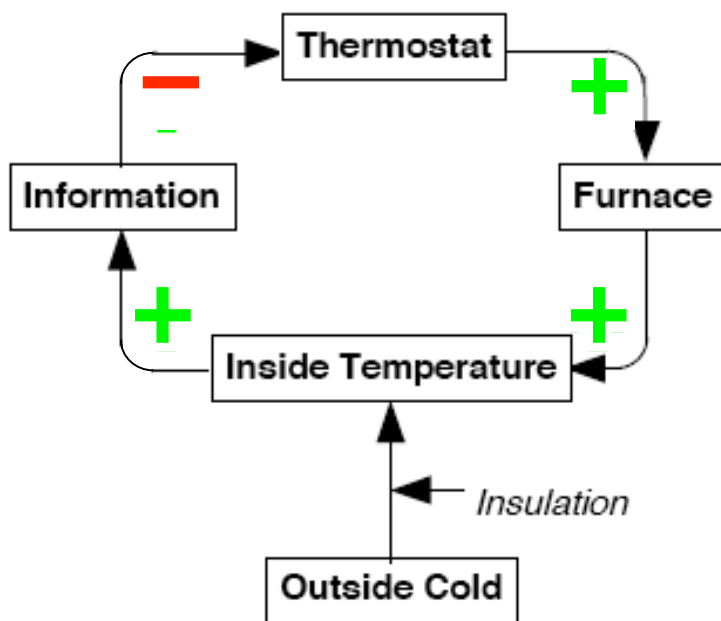 Thermostat
Information
Furnace
Inside Temperature
Insulation
Outside Cold